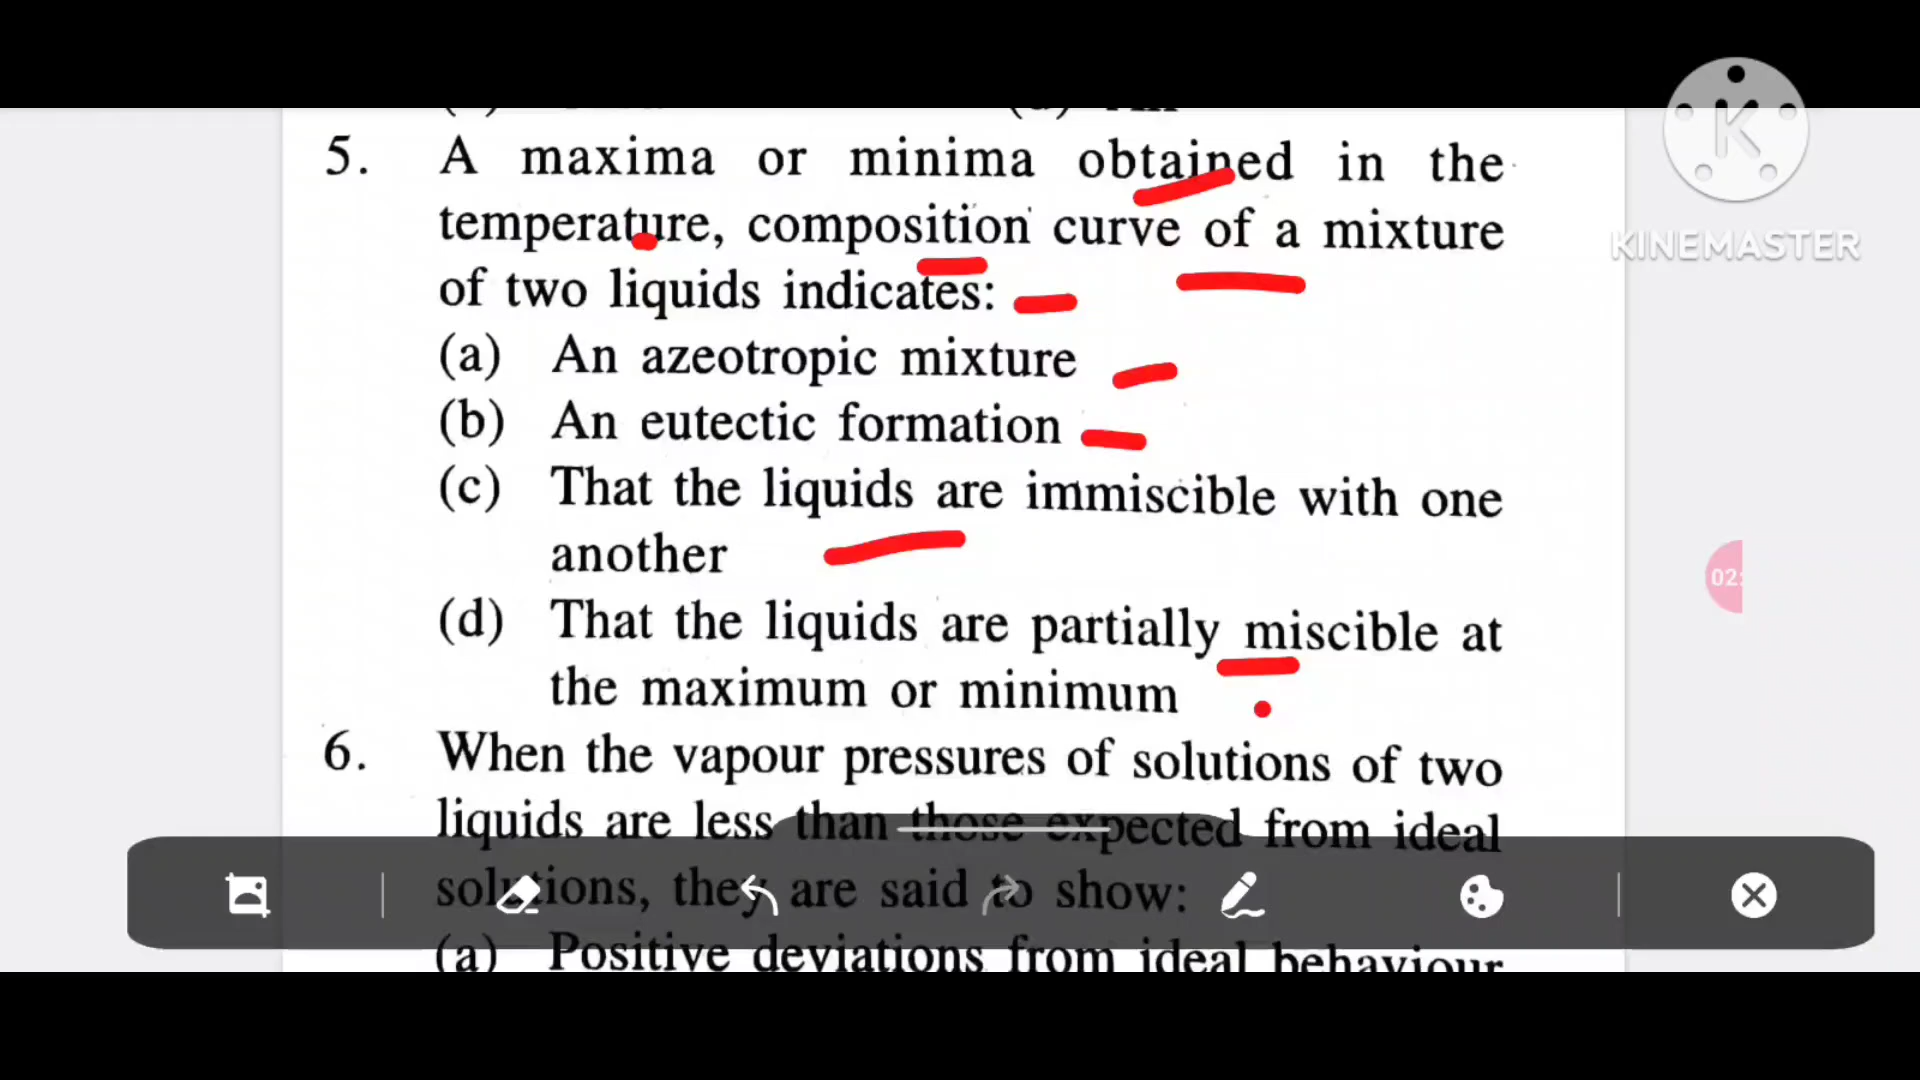 5. A maxima or minima obtained in the
temperature, composition curve of a mixture
of two liquids indicates:
(a) An azeotropic mixture
(b) An eutectic formation
(c) That the liquids are immiscible with one
another
(d) That the liquids are partially miscible at
the maximum or minimum
6. When the vapour pressures of solutions of two
liquids are less than those expected from ideal
solutions, they are said to show:
(a) Positive deviations from ideal behaviour
K
KINEMASTER
02: